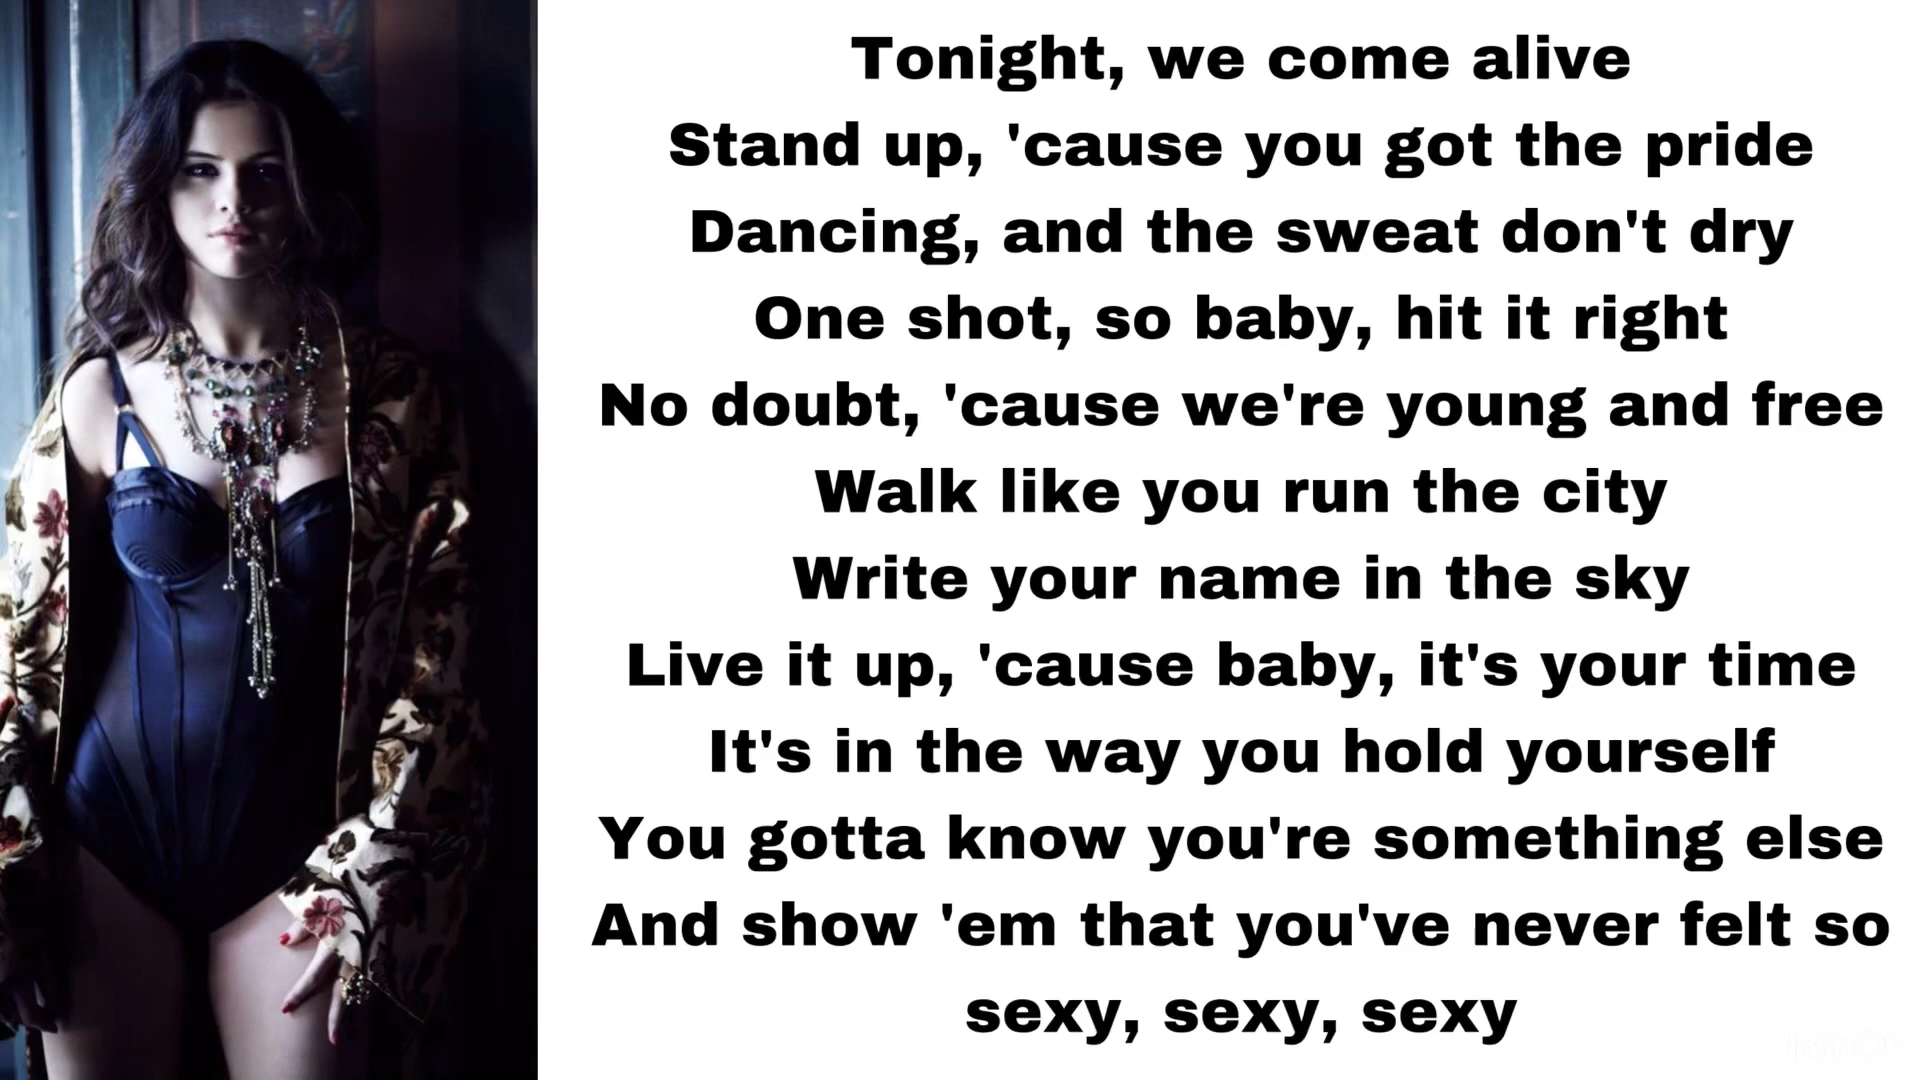 Tonight, we come alive
Stand up, 'cause you got the pride
Dancing, and the sweat don't dry
One shot, so baby, hit it right
No doubt, 'cause we're young and free
Walk like you run the city
Write your name in the sky
Live it up, 'cause baby, it's your time
It's in the way you hold yourself
You gotta know you're something else
And show 'em that you've never felt so
sexy, sexy, sexy